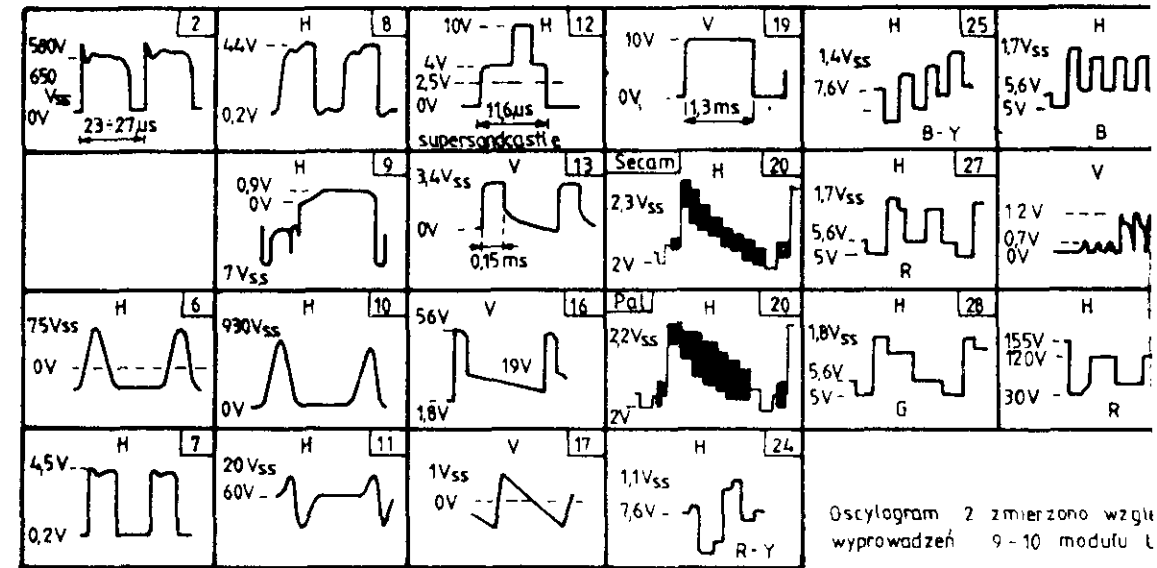 2
580V
650
Vss
0V
23÷27µs
H
8
44V
0,2V
12
10V
H
4V
2,5V
0V
11,6µs
supersandcastle
V
19
10V
0V
1,3ms
H
25
1,4Vss
7,6V
B-Y
H
1,7Vss
5,6V
5V
B
H
9
0,9V
0V
7Vss
V
13
3,4Vss
0V
0,15ms
Secam
H
20
2,3Vss
2V
H
27
1,7Vss
5,6V
5V
R
V
12V
0,7V
0V
H
6
75Vss
0V
H
10
930Vss
0V
V
16
56V
19V
1,8V
Pal
H
20
2,2Vss
2V
H
28
1,8Vss
5,6V
5V
G
H
155V
120V
30V
R
H
7
4,5V
0,2V
H
11
20Vss
60V
V
17
1Vss
0V
H
24
1,1Vss
7,6V
R-Y
Oscylogram 2 zmierzono wzglę
wyprowadzeń 9-10 modułu